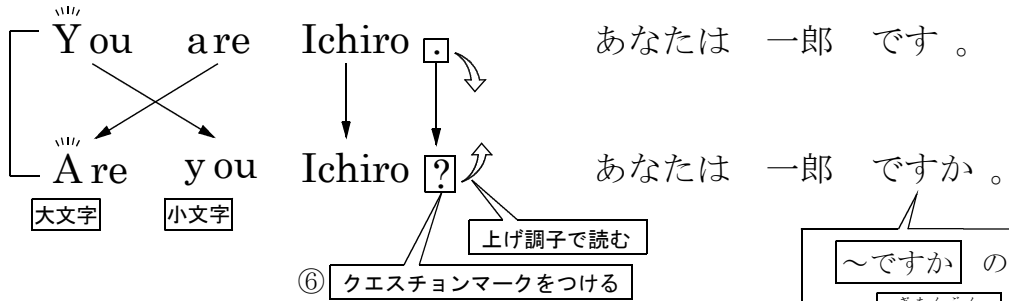 You are Ichiro . あなたは 一郎 です 。
Are you Ichiro ? あなたは 一郎 ですか 。
大文字 小文字
上げ調子で読む
～ですか の
⑥ クエスチョンマークをつける